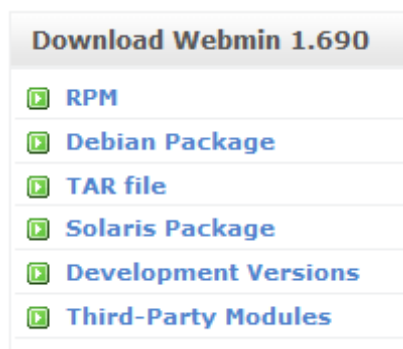 Download Webmin 1.690
RPM
Debian Package
TAR file
Solaris Package
Development Versions
Third-Party Modules